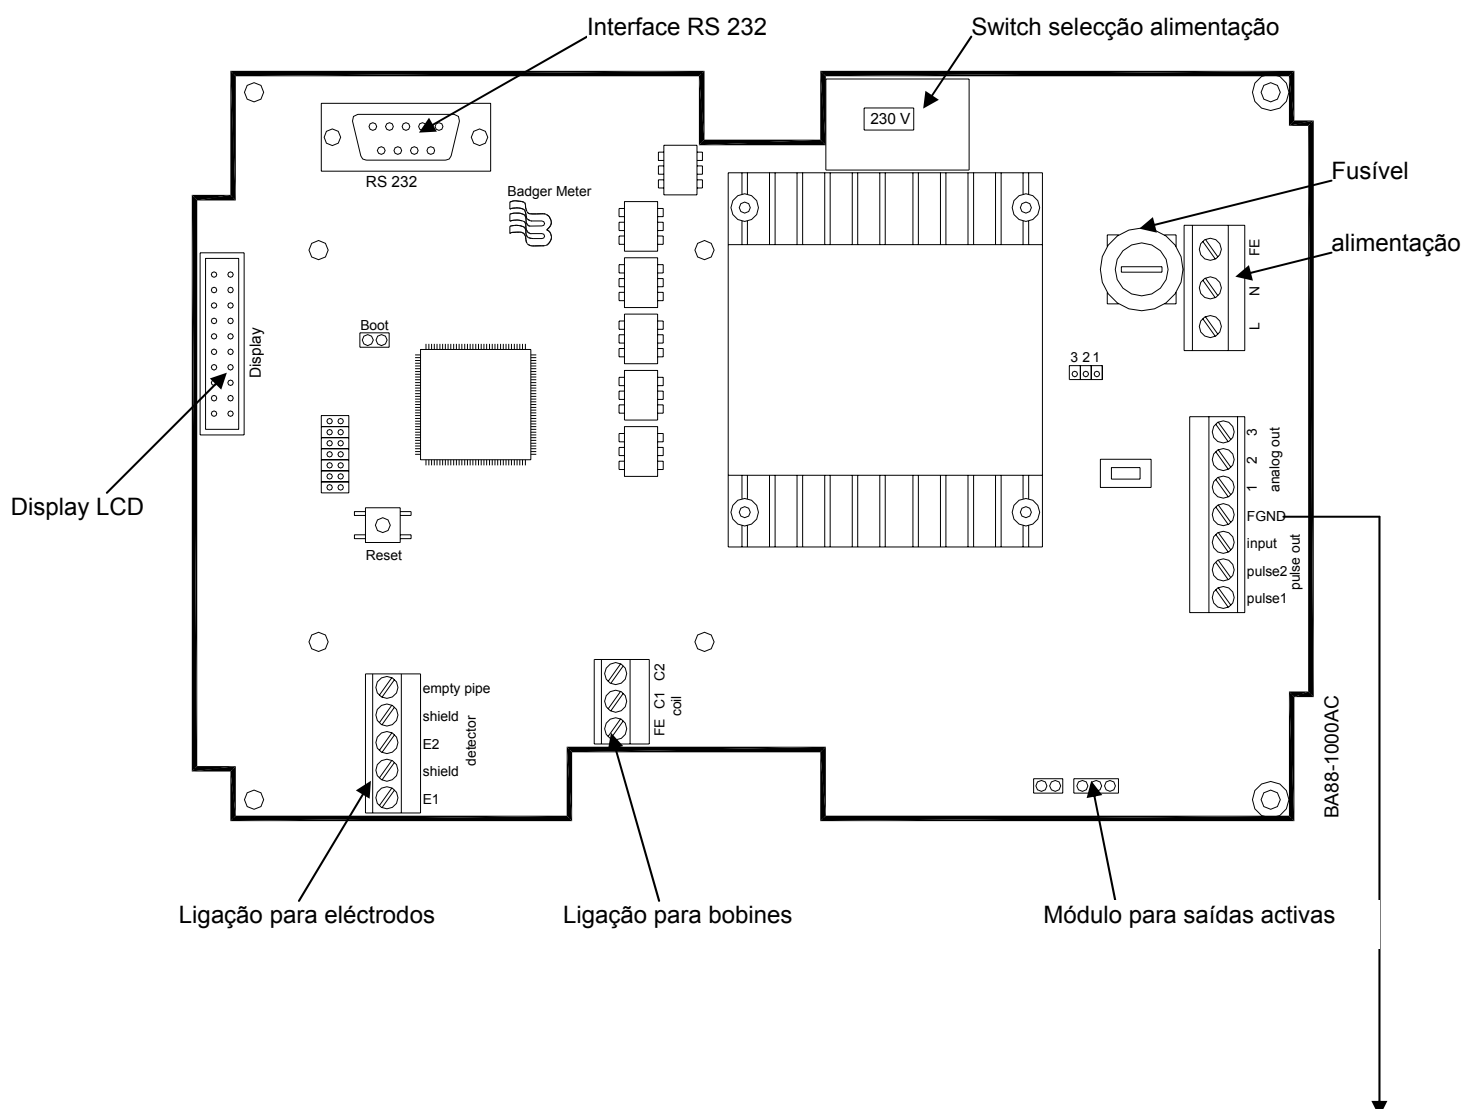 Interface RS 232
Switch selecção alimentação
230 V
RS 232
Badger Meter
Fusível
alimentação
FE
N
L
Display
Boot
3 2 1
Display LCD
Reset
3
2
1
analog out
FGND
input
pulse2
pulse1
pulse out
empty pipe
shield
E2
shield
E1
detector
C2
C1
FE
coil
BA88-1000AC
Ligação para eléctrodos
Ligação para bobines
Módulo para saídas activas